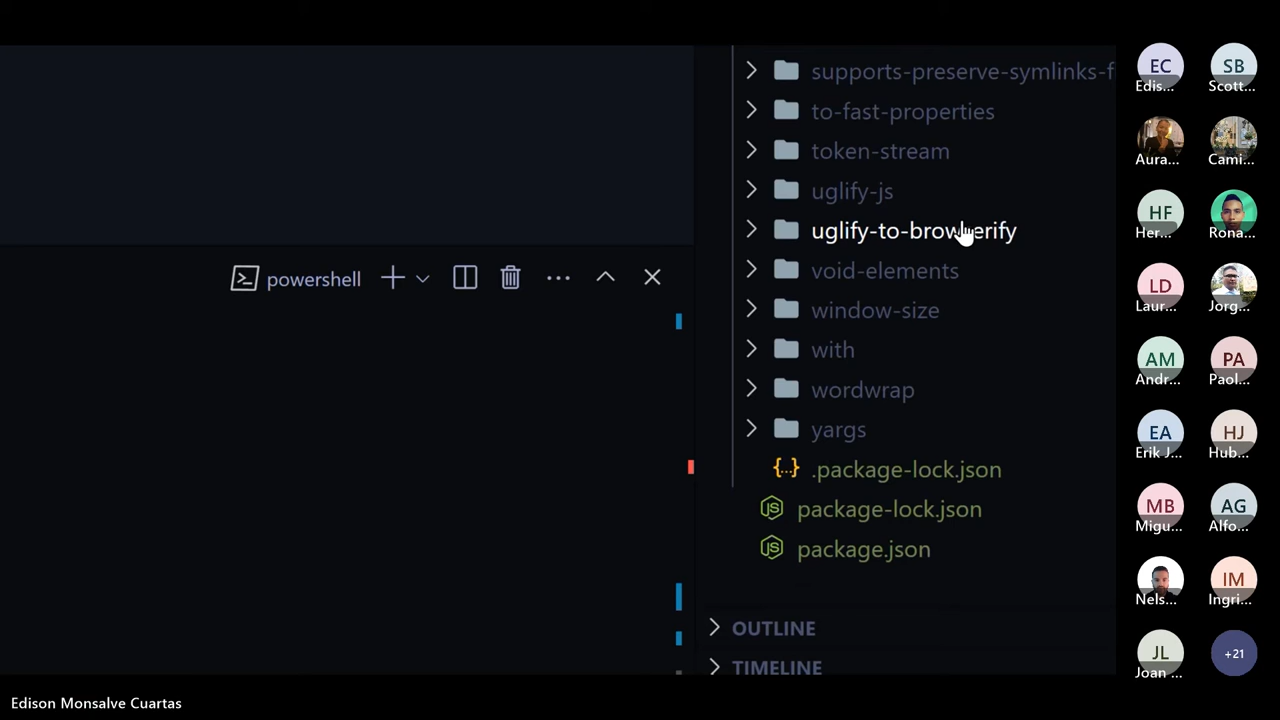 powershell
supports-preserve-symlinks-f
to-fast-properties
token-stream
uglify-js
uglify-to-browserify
void-elements
window-size
with
wordwrap
yargs
{..} .package-lock.json
JS package-lock.json
JS package.json
OUTLINE
TIMELINE
EC
Edis...
SB
Scott...
Aura...
Cami...
HF
Her...
Rona...
LD
Laur...
Jorg...
AM
Andr...
PA
Paol...
EA
Erik J...
HJ
Hub...
MB
Migu...
AG
Alfo...
Nels...
IM
Ingri...
JL
Joan ...
+21
Edison Monsalve Cuartas